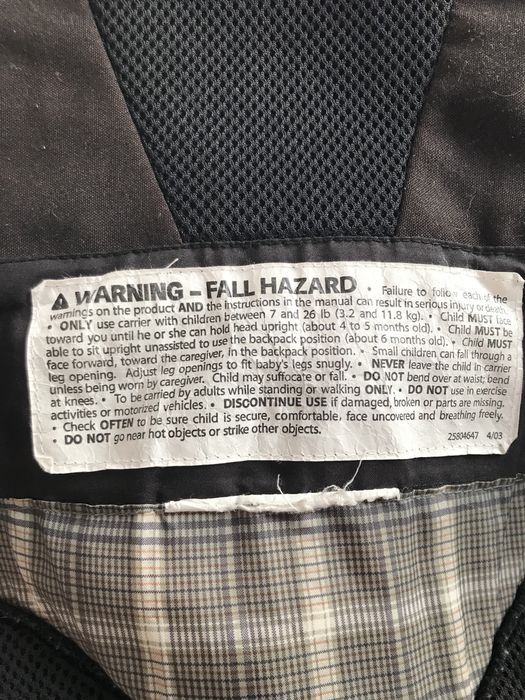 ⚠ WARNING – FALL HAZARD • Failure to follow each of the
warnings on the product AND the instructions in the manual can result in serious injury or death.
• ONLY use carrier with children between 7 and 26 lb (3.2 and 11.8 kg). • Child MUST face
toward you until he or she can hold head upright (about 4 to 5 months old). • Child MUST be
able to sit upright unassisted to use the backpack position (about 6 months old). • Child MUST
face forward, toward the caregiver, in the backpack position. • Small children can fall through a
leg opening. Adjust leg openings to fit baby's legs snugly. • NEVER leave the child in carrier
unless being worn by caregiver. Child may suffocate or fall. • DO NOT bend over at waist; bend
at knees. • To be carried by adults while standing or walking ONLY. • DO NOT use in exercise
activities or motorized vehicles. • DISCONTINUE USE if damaged, broken or parts are missing.
• Check OFTEN to be sure child is secure, comfortable, face uncovered and breathing freely.
• DO NOT go near hot objects or strike other objects. 25804647 4/03